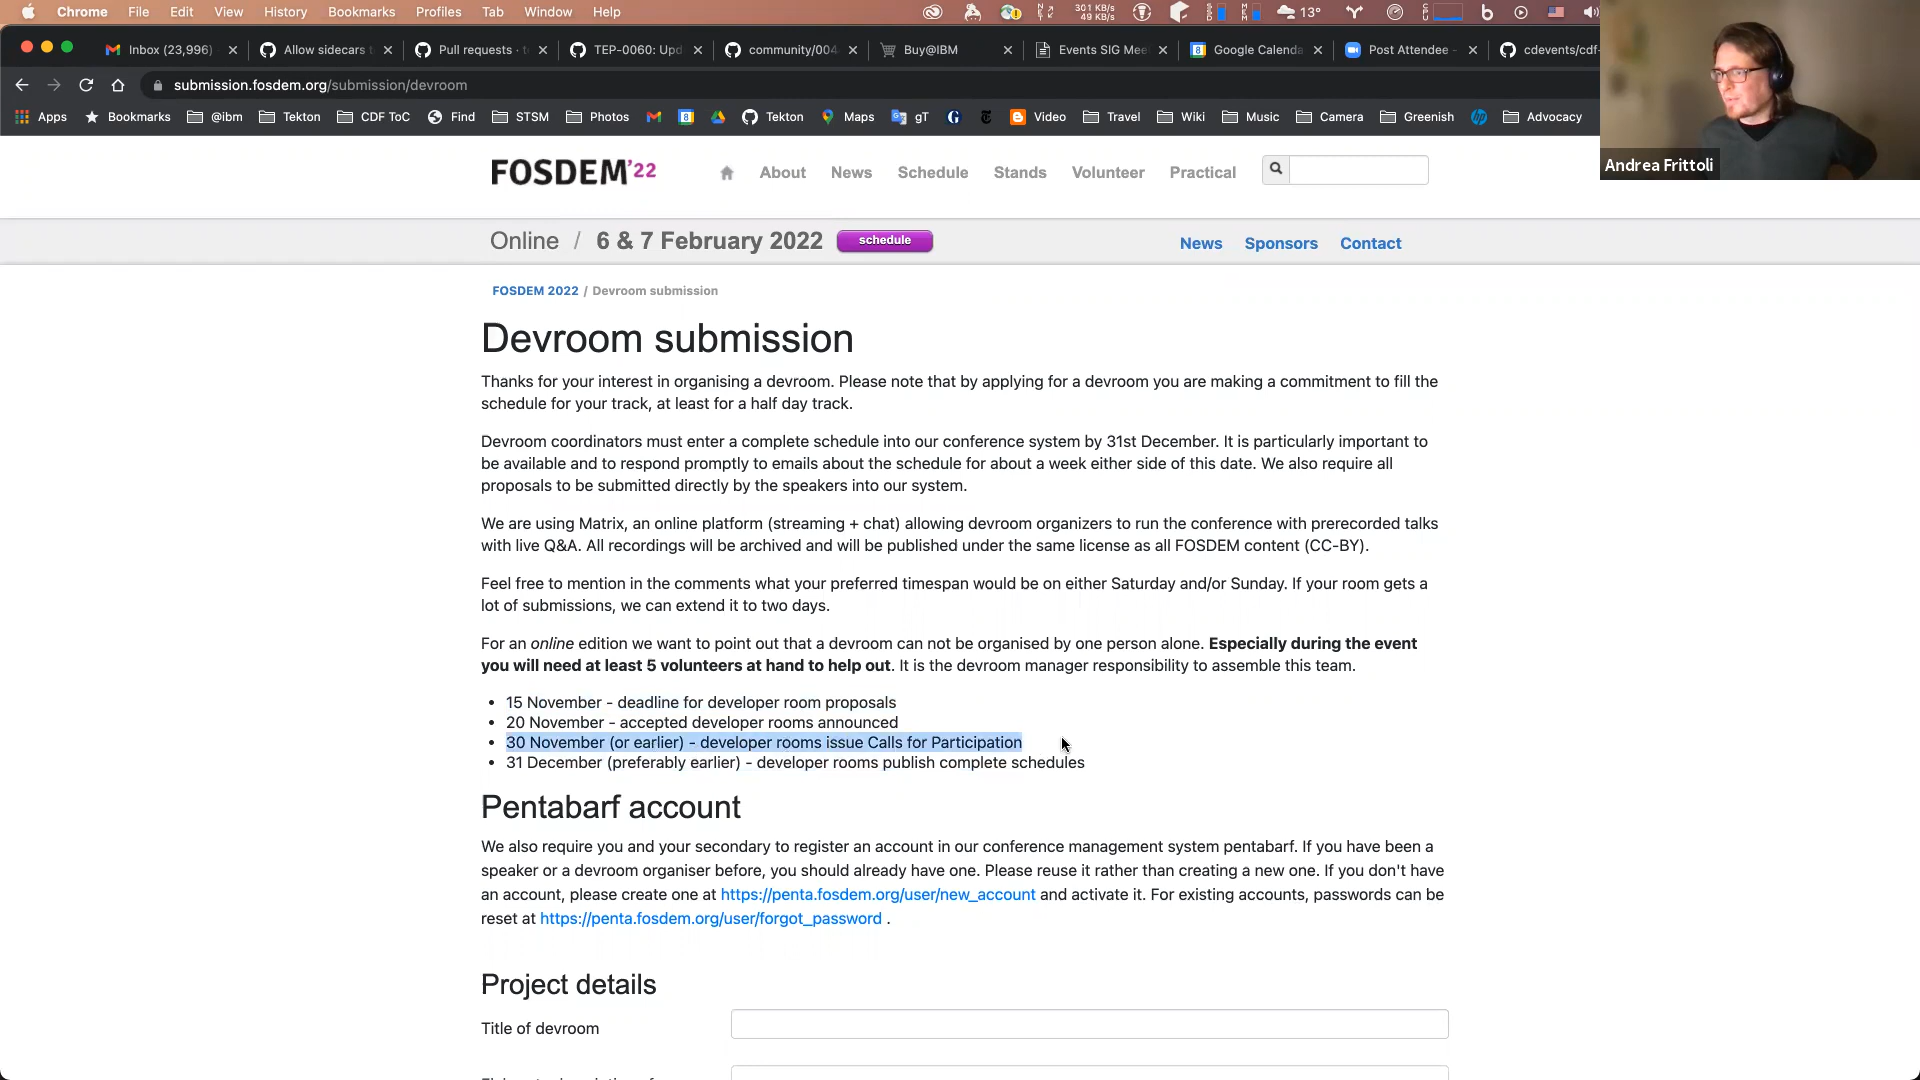 Chrome File Edit View History Bookmarks Profiles Tab Window Help 301 KB/s 49 KB/s 13°
Inbox (23,996) Allow sidecars t Pull requests · t TEP-0060: Upd community/004 Buy@IBM Events SIG Mee Google Calenda Post Attendee - cdevents/cdf-
submission.fosdem.org/submission/devroom
Apps Bookmarks @ibm Tekton CDF ToC Find STSM Photos Tekton Maps gT Video Travel Wiki Music Camera Greenish Advocacy
Andrea Frittoli
FOSDEM'22 About News Schedule Stands Volunteer Practical
Online / 6 & 7 February 2022 schedule News Sponsors Contact
FOSDEM 2022 / Devroom submission
Devroom submission
Thanks for your interest in organising a devroom. Please note that by applying for a devroom you are making a commitment to fill the
schedule for your track, at least for a half day track.
Devroom coordinators must enter a complete schedule into our conference system by 31st December. It is particularly important to
be available and to respond promptly to emails about the schedule for about a week either side of this date. We also require all
proposals to be submitted directly by the speakers into our system.
We are using Matrix, an online platform (streaming + chat) allowing devroom organizers to run the conference with prerecorded talks
with live Q&A. All recordings will be archived and will be published under the same license as all FOSDEM content (CC-BY).
Feel free to mention in the comments what your preferred timespan would be on either Saturday and/or Sunday. If your room gets a
lot of submissions, we can extend it to two days.
For an online edition we want to point out that a devroom can not be organised by one person alone. Especially during the event
you will need at least 5 volunteers at hand to help out. It is the devroom manager responsibility to assemble this team.
• 15 November - deadline for developer room proposals
• 20 November - accepted developer rooms announced
• 30 November (or earlier) - developer rooms issue Calls for Participation
• 31 December (preferably earlier) - developer rooms publish complete schedules
Pentabarf account
We also require you and your secondary to register an account in our conference management system pentabarf. If you have been a
speaker or a devroom organiser before, you should already have one. Please reuse it rather than creating a new one. If you don't have
an account, please create one at https://penta.fosdem.org/user/new_account and activate it. For existing accounts, passwords can be
reset at https://penta.fosdem.org/user/forgot_password .
Project details
Title of devroom